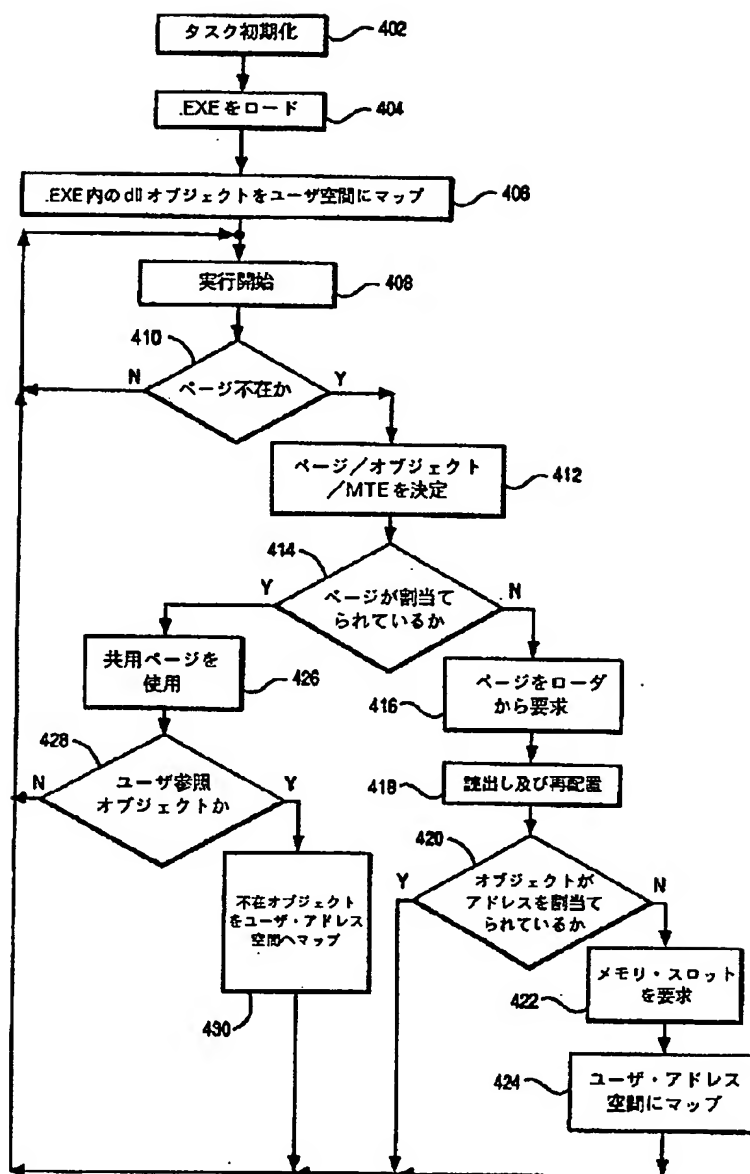 タスク初期化
402
.EXEをロード
404
.EXE内のdllオブジェクトをユーザ空間にマップ
406
実行開始
408
410
ページ不在か
N
Y
ページ/オブジェクト
/MTEを決定
412
414
ページが割当て
られているか
Y
N
共用ページを
使用
426
ページをローダ
から要求
416
428
ユーザ参照
オブジェクトか
N
Y
読出し及び再配置
418
420
オブジェクトが
アドレスを割当て
られているか
Y
N
不在オブジェクト
をユーザ・アドレス
空間へマップ
430
メモリ・スロット
を要求
422
424
ユーザ・アドレス
空間にマップ